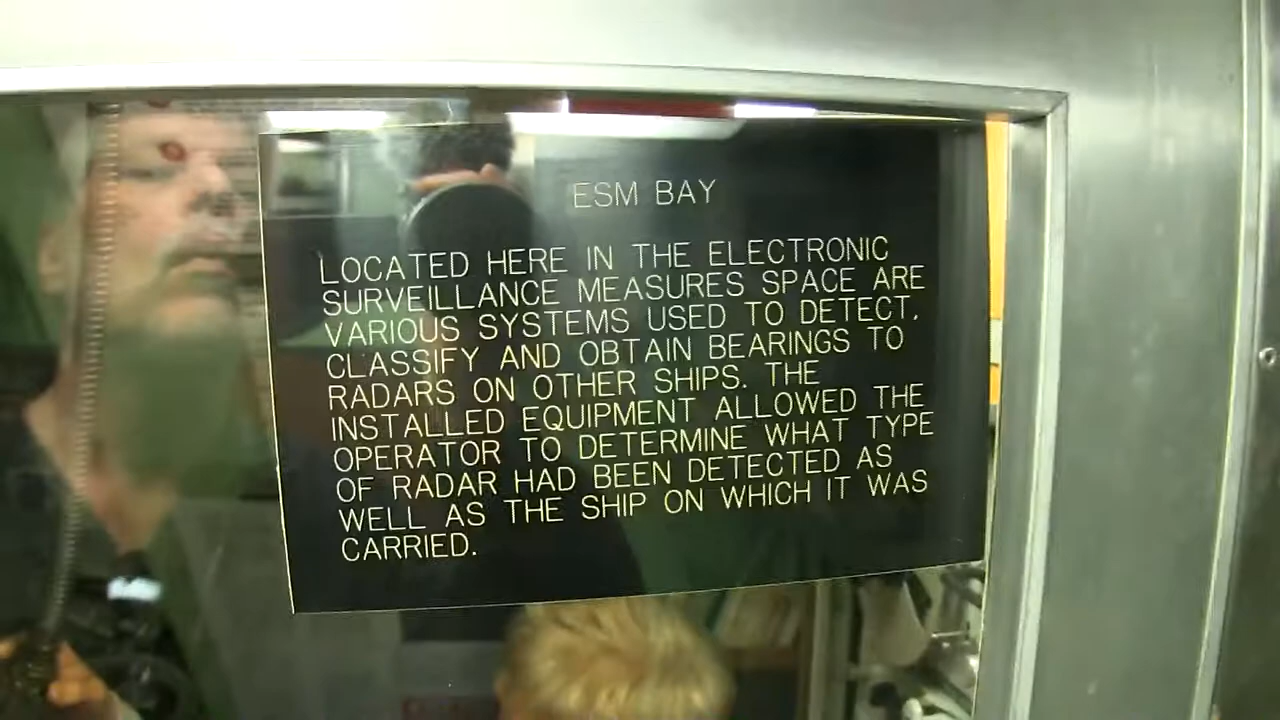 ESM BAY
LOCATED HERE IN THE ELECTRONIC
SURVEILLANCE MEASURES SPACE ARE
VARIOUS SYSTEMS USED TO DETECT,
CLASSIFY AND OBTAIN BEARINGS TO
RADARS ON OTHER SHIPS. THE
INSTALLED EQUIPMENT ALLOWED THE
OPERATOR TO DETERMINE WHAT TYPE
OF RADAR HAD BEEN DETECTED AS
WELL AS THE SHIP ON WHICH IT WAS
CARRIED.